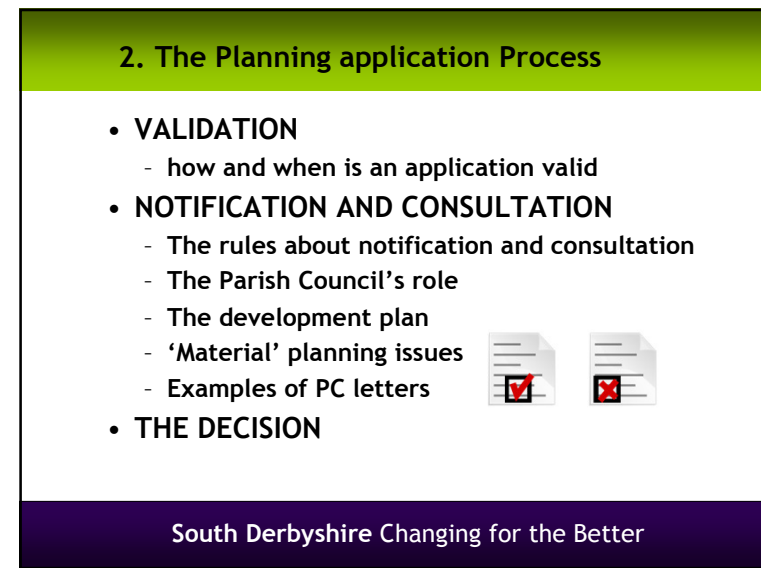 2. The Planning application Process
• VALIDATION
– how and when is an application valid
• NOTIFICATION AND CONSULTATION
– The rules about notification and consultation
– The Parish Council’s role
– The development plan
– ‘Material’ planning issues
– Examples of PC letters
• THE DECISION
South Derbyshire Changing for the Better